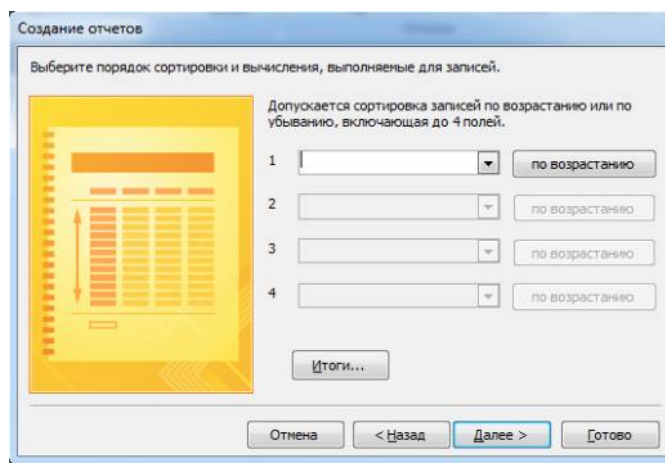 Создание отчетов
Выберите порядок сортировки и вычисления, выполняемые для записей.
Допускается сортировка записей по возрастанию или по
убыванию, включающая до 4 полей.
1 по возрастанию
2 по возрастанию
3 по возрастанию
4 по возрастанию
Итоги...
Отмена < Назад Далее > Готово